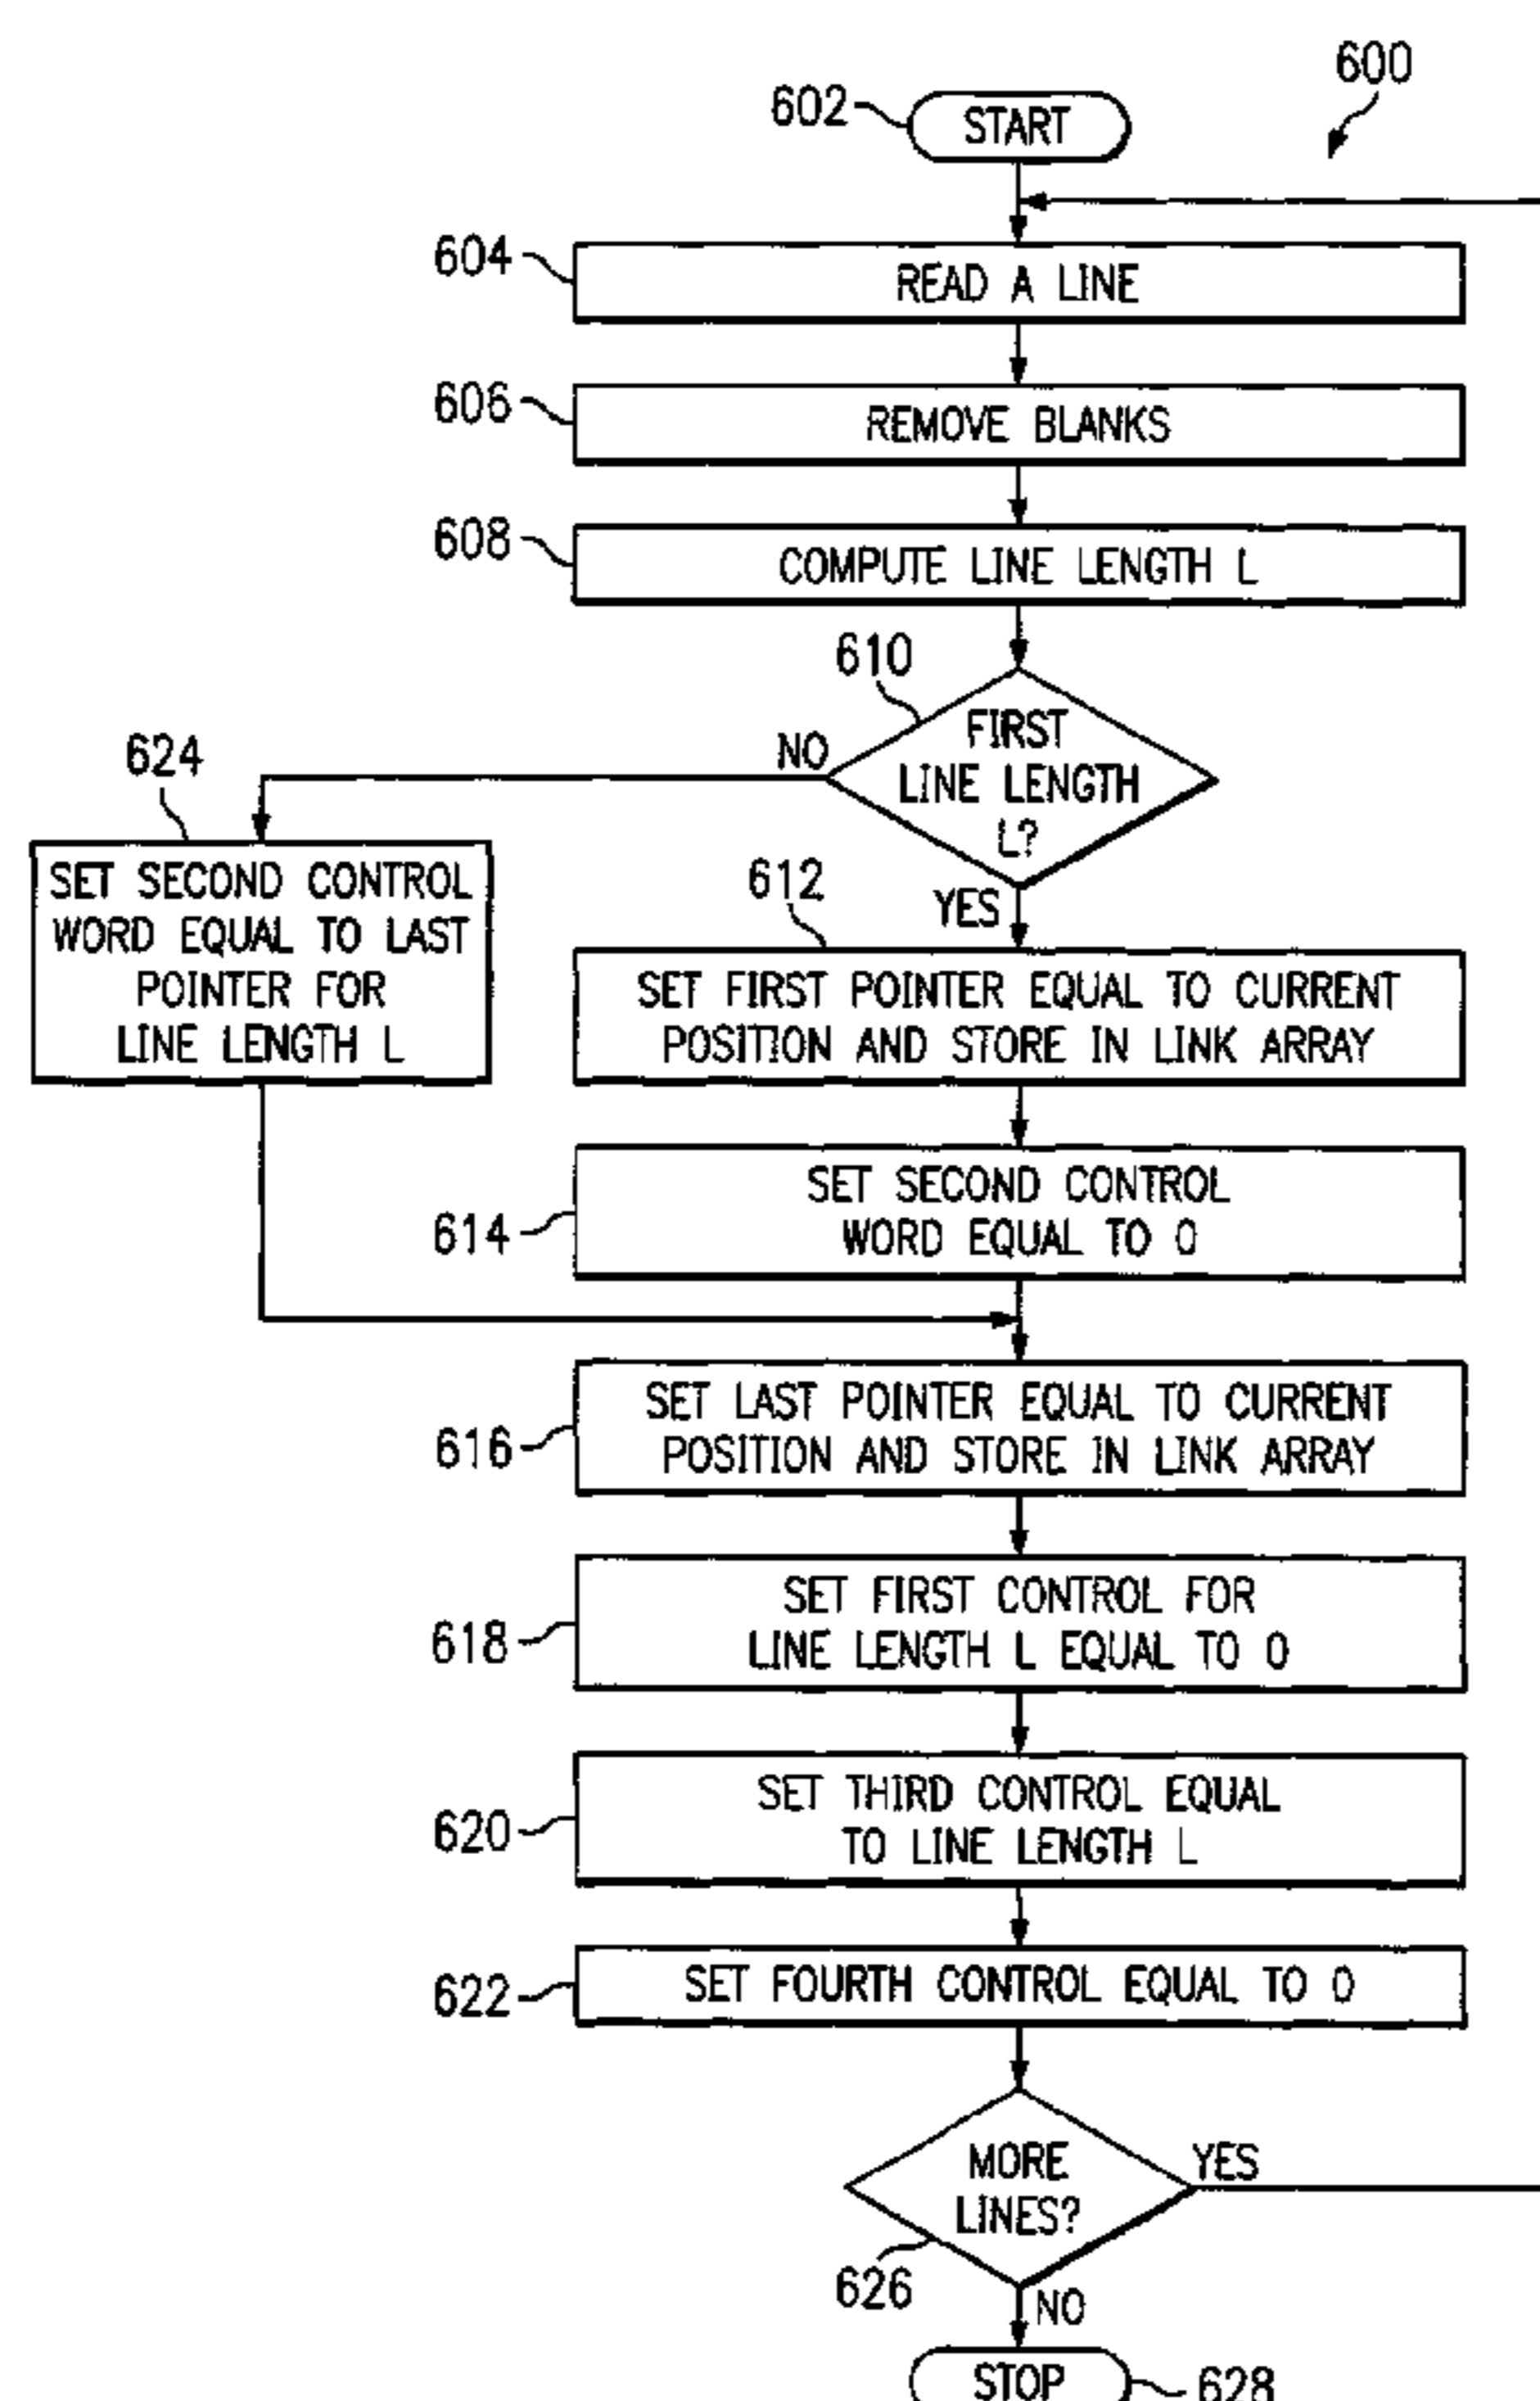 600
602
START
604
READ A LINE
606
REMOVE BLANKS
608
COMPUTE LINE LENGTH L
610
FIRST
LINE LENGTH
L?
NO
YES
624
SET SECOND CONTROL
WORD EQUAL TO LAST
POINTER FOR
LINE LENGTH L
612
SET FIRST POINTER EQUAL TO CURRENT
POSITION AND STORE IN LINK ARRAY
614
SET SECOND CONTROL
WORD EQUAL TO 0
616
SET LAST POINTER EQUAL TO CURRENT
POSITION AND STORE IN LINK ARRAY
618
SET FIRST CONTROL FOR
LINE LENGTH L EQUAL TO 0
620
SET THIRD CONTROL EQUAL
TO LINE LENGTH L
622
SET FOURTH CONTROL EQUAL TO 0
MORE
LINES?
YES
626
NO
STOP
628